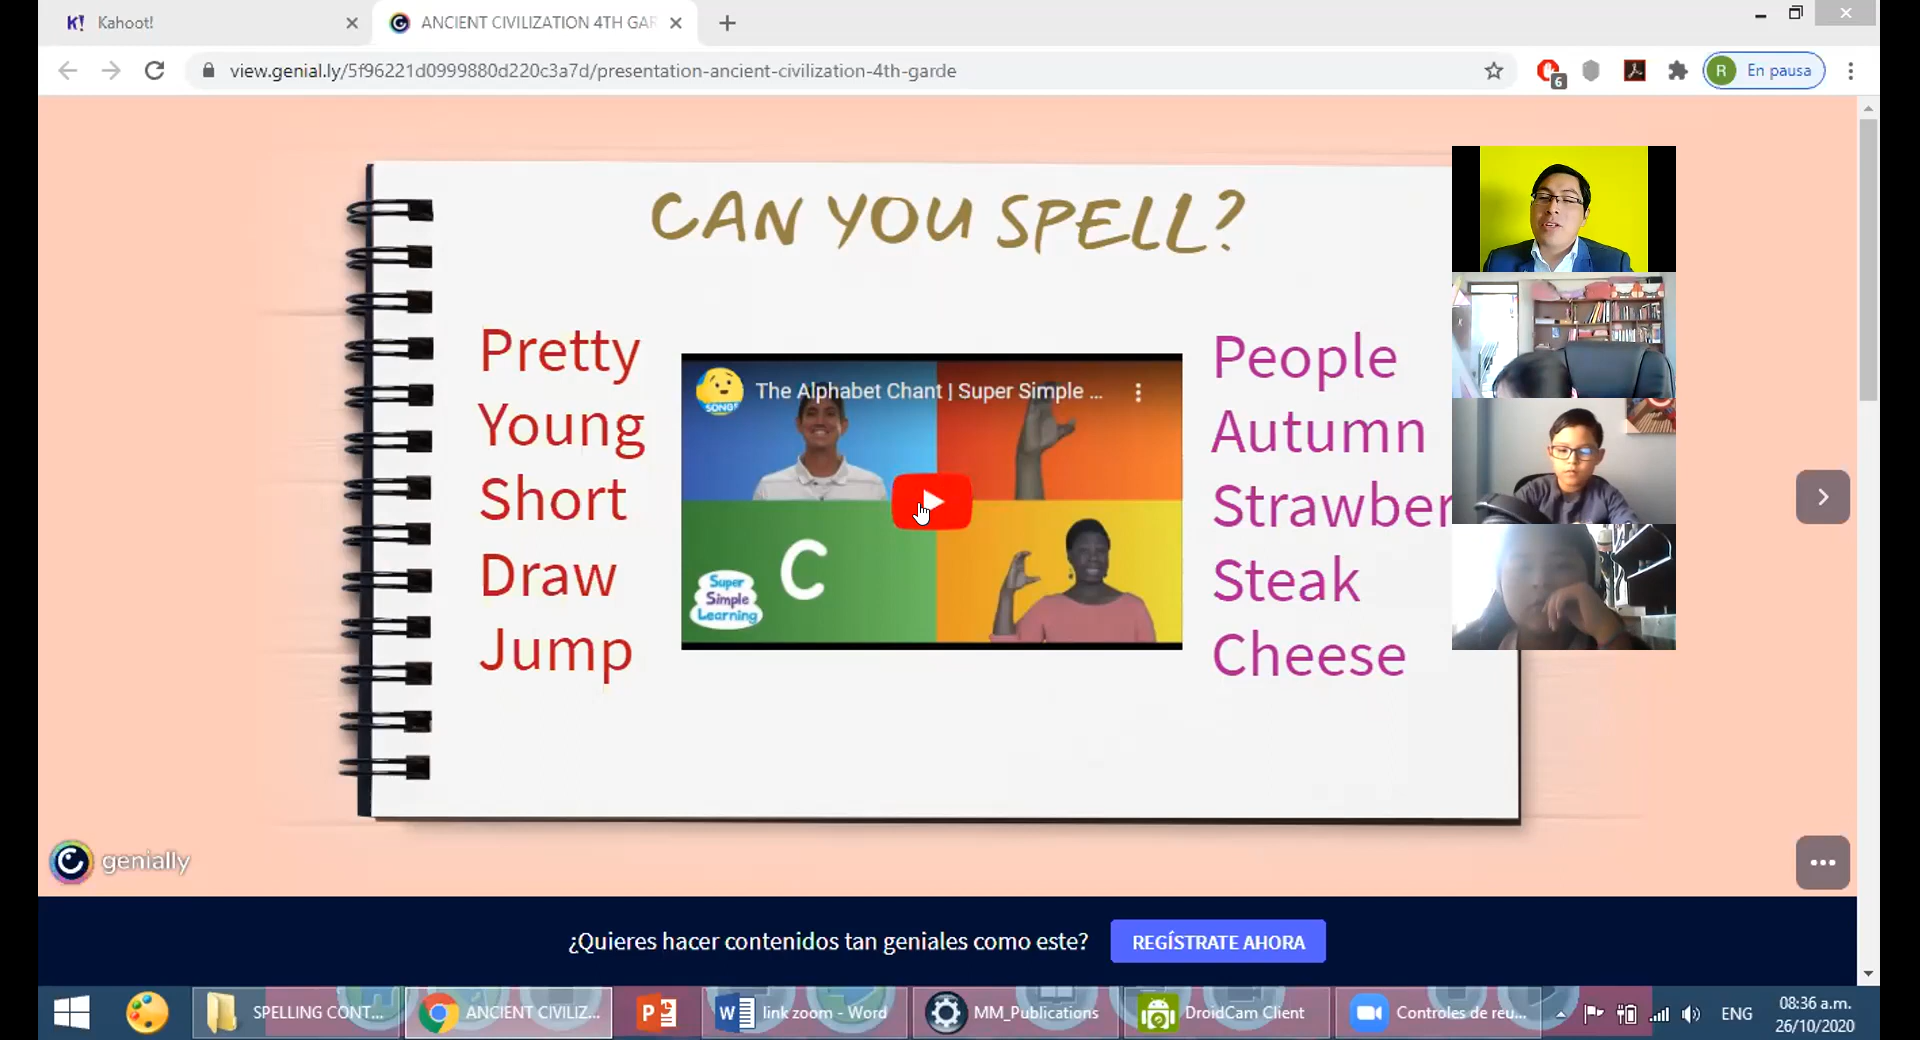 Kahoot!
ANCIENT CIVILIZATION 4TH GAR
view.genial.ly/5f96221d0999880d220c3a7d/presentation-ancient-civilization-4th-garde
6
R
En pausa
CAN YOU SPELL?
Pretty
Young
Short
Draw
Jump
SONGS
The Alphabet Chant | Super Simple ...
C
Super
Simple
Learning
People
Autumn
Strawber
Steak
Cheese
genially
¿Quieres hacer contenidos tan geniales como este?
REGÍSTRATE AHORA
SPELLING CONT...
ANCIENT CIVILIZ...
link zoom - Word
MM_Publications
DroidCam Client
Controles de reu...
ENG
08:36 a.m.
26/10/2020